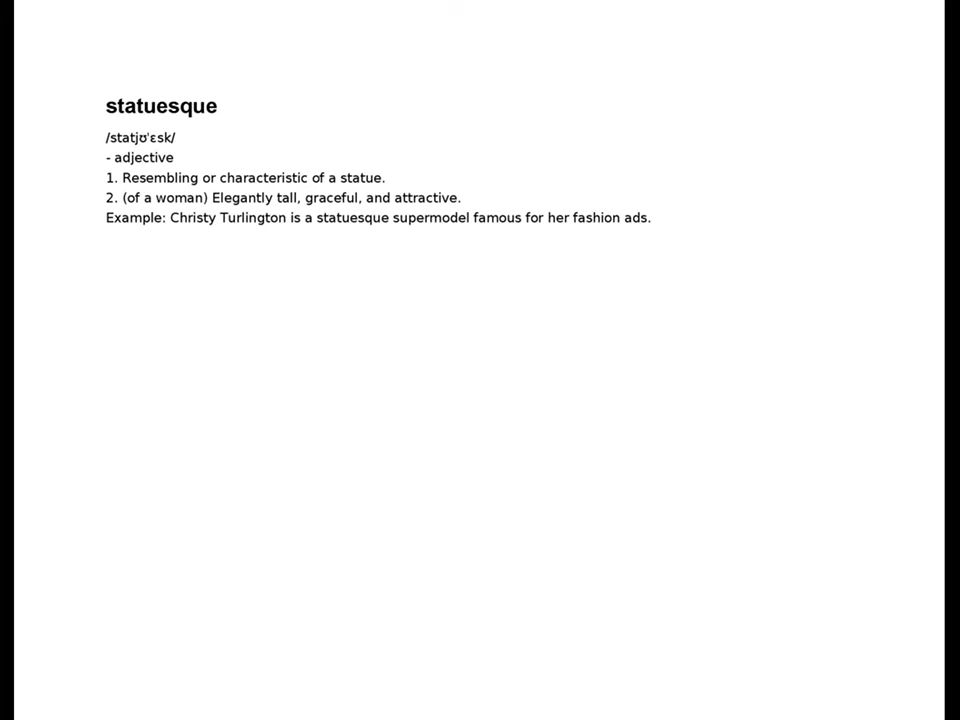 statuesque
/statjʊˈɛsk/
- adjective
1. Resembling or characteristic of a statue.
2. (of a woman) Elegantly tall, graceful, and attractive.
Example: Christy Turlington is a statuesque supermodel famous for her fashion ads.